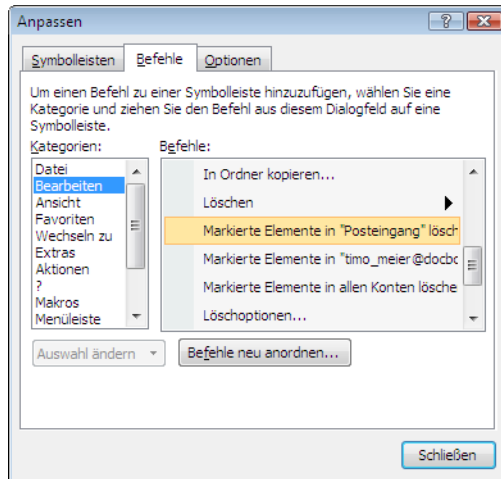 Anpassen
Symbolleisten Befehle Optionen
Um einen Befehl zu einer Symbolleiste hinzuzufügen, wählen Sie eine
Kategorie und ziehen Sie den Befehl aus diesem Dialogfeld auf eine
Symbolleiste.
Kategorien: Befehle:
Datei
Bearbeiten
Ansicht
Favoriten
Wechseln zu
Extras
Aktionen
?
Makros
Menüleiste
In Ordner kopieren...
Löschen
Markierte Elemente in "Posteingang" lösch
Markierte Elemente in "timo_meier@docbc
Markierte Elemente in allen Konten lösche
Löschoptionen...
Auswahl ändern Befehle neu anordnen...
Schließen